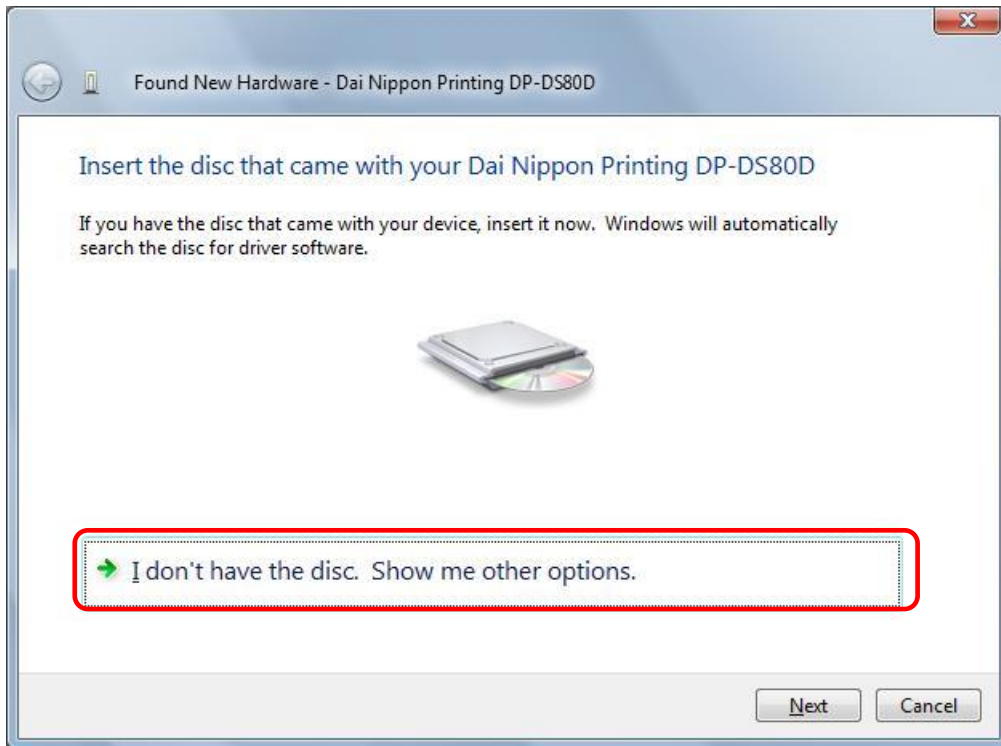 Found New Hardware - Dai Nippon Printing DP-DS80D
Insert the disc that came with your Dai Nippon Printing DP-DS80D
If you have the disc that came with your device, insert it now.  Windows will automatically
search the disc for driver software.
I don't have the disc.  Show me other options.
Next
Cancel